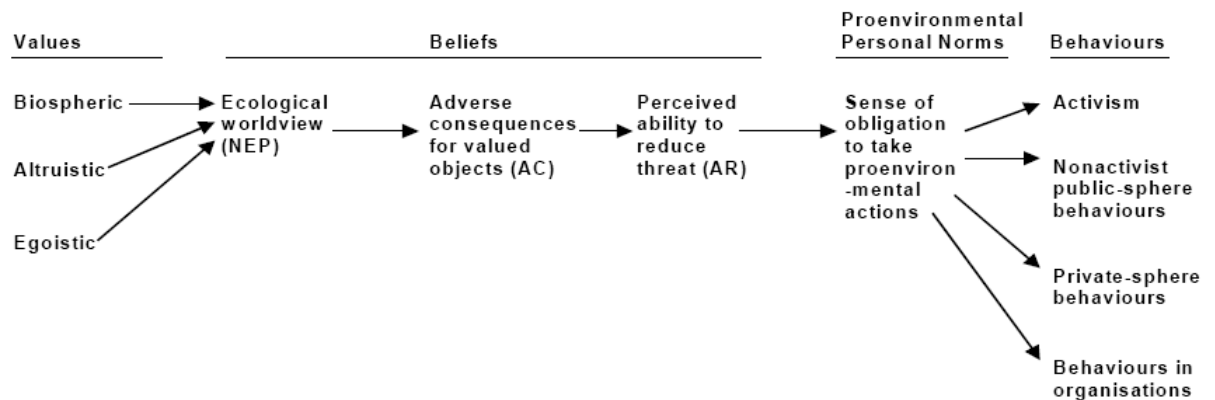 Values
Beliefs
Proenvironmental
Personal Norms
Behaviours
Biospheric
Altruistic
Egoistic
Ecological
worldview
(NEP)
Adverse
consequences
for valued
objects (AC)
Perceived
ability to
reduce
threat (AR)
Sense of
obligation
to take
proenviron
-mental
actions
Activism
Nonactivist
public-sphere
behaviours
Private-sphere
behaviours
Behaviours in
organisations